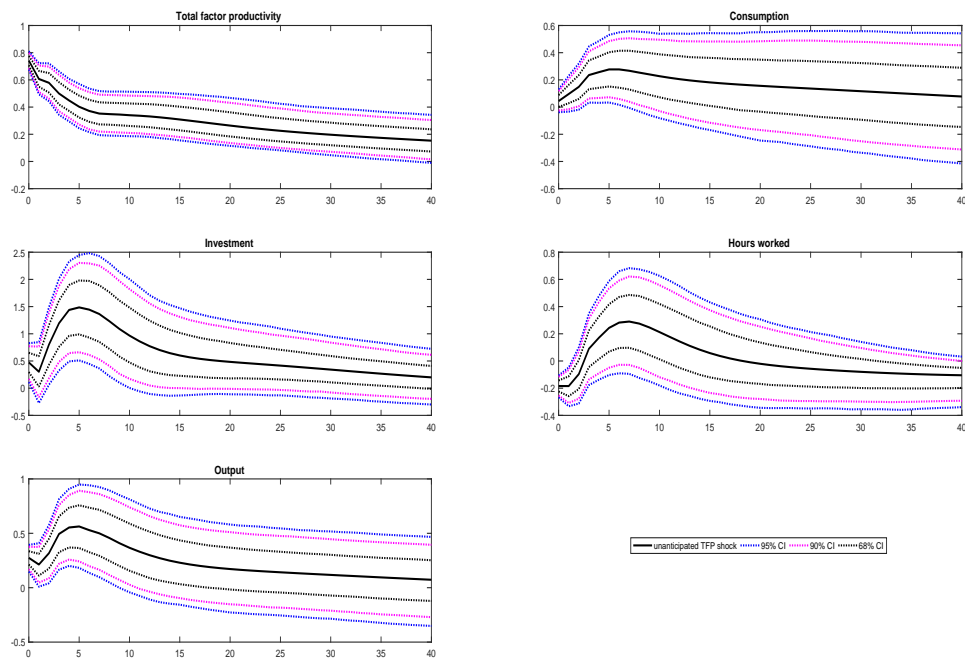 Total factor productivity
1
0.8
0.6
0.4
0.2
0
-0.2
0 5 10 15 20 25 30 35 40
Consumption
0.6
0.4
0.2
0
-0.2
-0.4
-0.6
0 5 10 15 20 25 30 35 40
Investment
2.5
2
1.5
1
0.5
0
-0.5
0 5 10 15 20 25 30 35 40
Hours worked
0.8
0.6
0.4
0.2
0
-0.2
-0.4
0 5 10 15 20 25 30 35 40
Output
1
0.5
0
-0.5
0 5 10 15 20 25 30 35 40
unanticipated TFP shock 95% CI 90% CI 68% CI